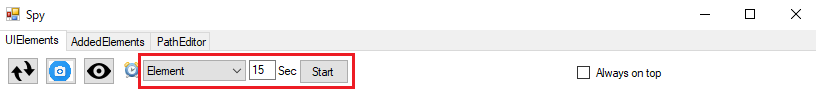 Spy
UIElements AddedElements PathEditor
Element 15 Sec Start Always on top